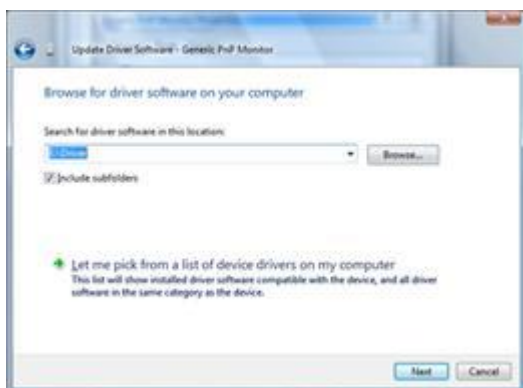 Update Driver Software - Generic PnP Monitor
Browse for driver software on your computer
Search for driver software in this location:
Browse...
Include subfolders
Let me pick from a list of device drivers on my computer
This list will show installed driver software compatible with the device, and all driver
software in the same category as the device.
Next
Cancel